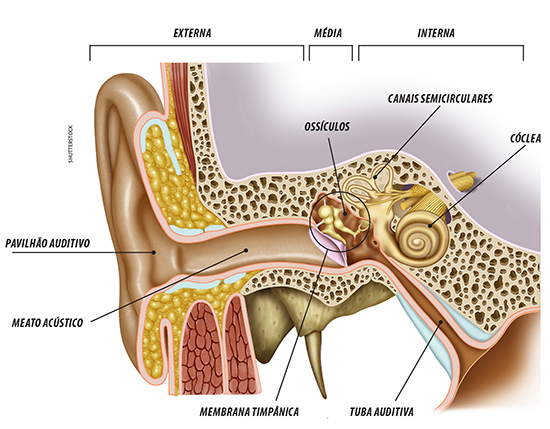 EXTERNA
MÉDIA
INTERNA
CANAIS SEMICIRCULARES
OSSÍCULOS
CÓCLEA
SHUTTERSTOCK
PAVILHÃO AUDITIVO
MEATO ACÚSTICO
MEMBRANA TIMPÂNICA
TUBA AUDITIVA